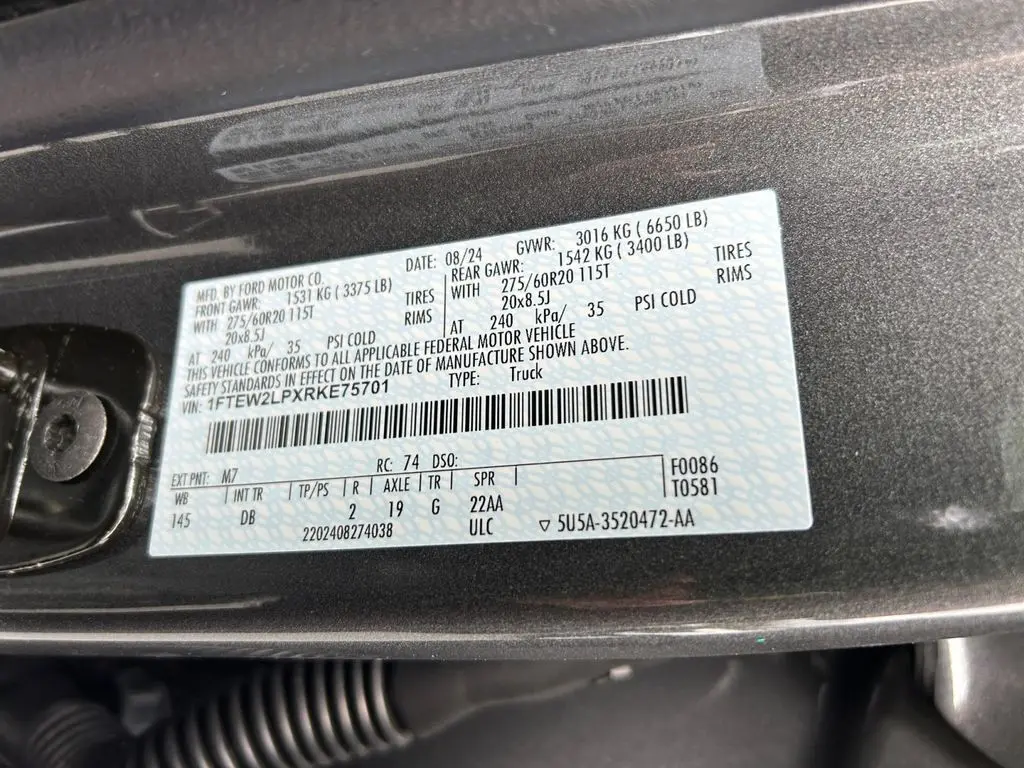 MFD. BY FORD MOTOR CO.
DATE: 08/24 GVWR: 3016 KG ( 6650 LB)
FRONT GAWR: 1531 KG ( 3375 LB)
WITH 275/60R20 115T TIRES
20x8.5J RIMS
AT 240 kPa/ 35 PSI COLD
REAR GAWR: 1542 KG ( 3400 LB)
WITH 275/60R20 115T TIRES
20x8.5J RIMS
AT 240 kPa/ 35 PSI COLD
THIS VEHICLE CONFORMS TO ALL APPLICABLE FEDERAL MOTOR VEHICLE
SAFETY STANDARDS IN EFFECT ON THE DATE OF MANUFACTURE SHOWN ABOVE.
VIN: 1FTEW2LPXRKE75701 TYPE: Truck
EXT PNT: M7 RC: 74 DSO:
WB | INT TR | TP/PS | R | AXLE | TR | SPR
F0086
T0581
145 DB 2 19 G 22AA
2202408274038 ULC ▽ 5U5A-3520472-AA